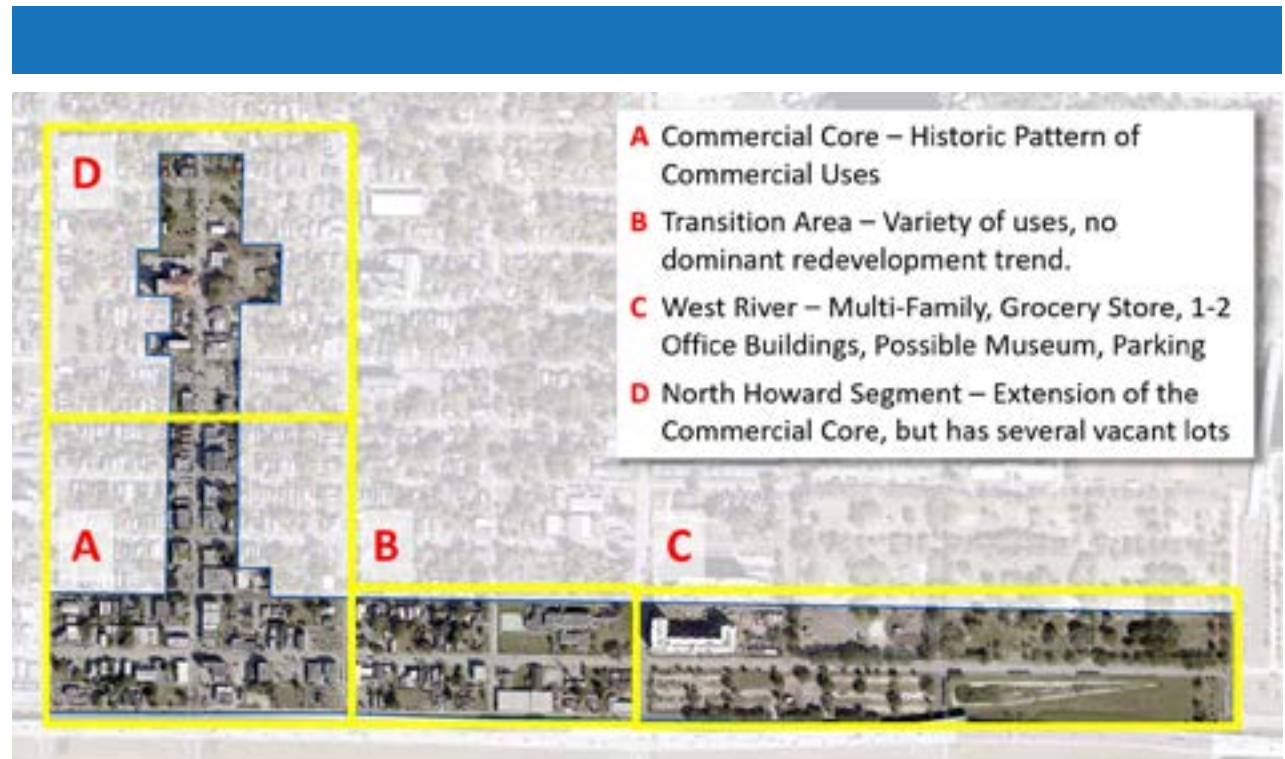 A Commercial Core – Historic Pattern of
Commercial Uses
B Transition Area – Variety of uses, no
dominant redevelopment trend.
C West River – Multi-Family, Grocery Store, 1-2
Office Buildings, Possible Museum, Parking
D North Howard Segment – Extension of the
Commercial Core, but has several vacant lots
D
A
B
C